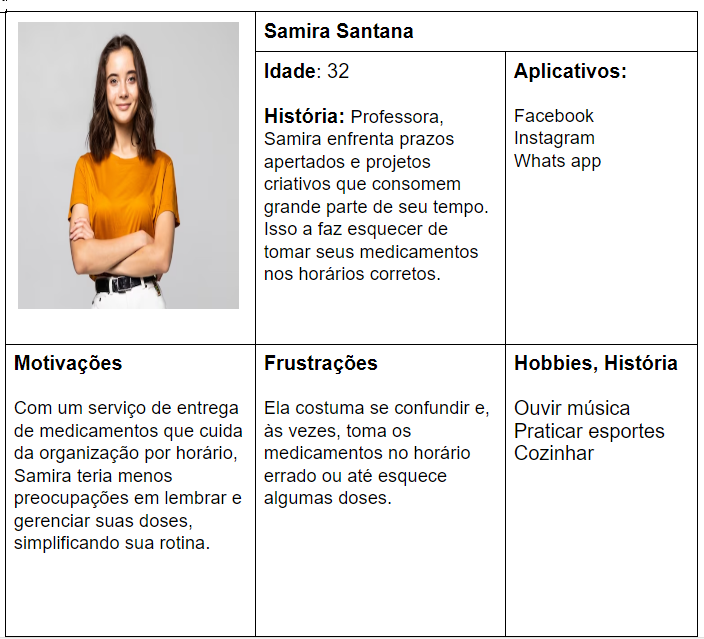 Samira Santana
Idade: 32
História: Professora,
Samira enfrenta prazos
apertados e projetos
criativos que consomem
grande parte de seu tempo.
Isso a faz esquecer de
tomar seus medicamentos
nos horários corretos.
Aplicativos:
Facebook
Instagram
Whats app
Motivações
Com um serviço de entrega
de medicamentos que cuida
da organização por horário,
Samira teria menos
preocupações em lembrar e
gerenciar suas doses,
simplificando sua rotina.
Frustrações
Ela costuma se confundir e,
às vezes, toma os
medicamentos no horário
errado ou até esquece
algumas doses.
Hobbies, História
Ouvir música
Praticar esportes
Cozinhar